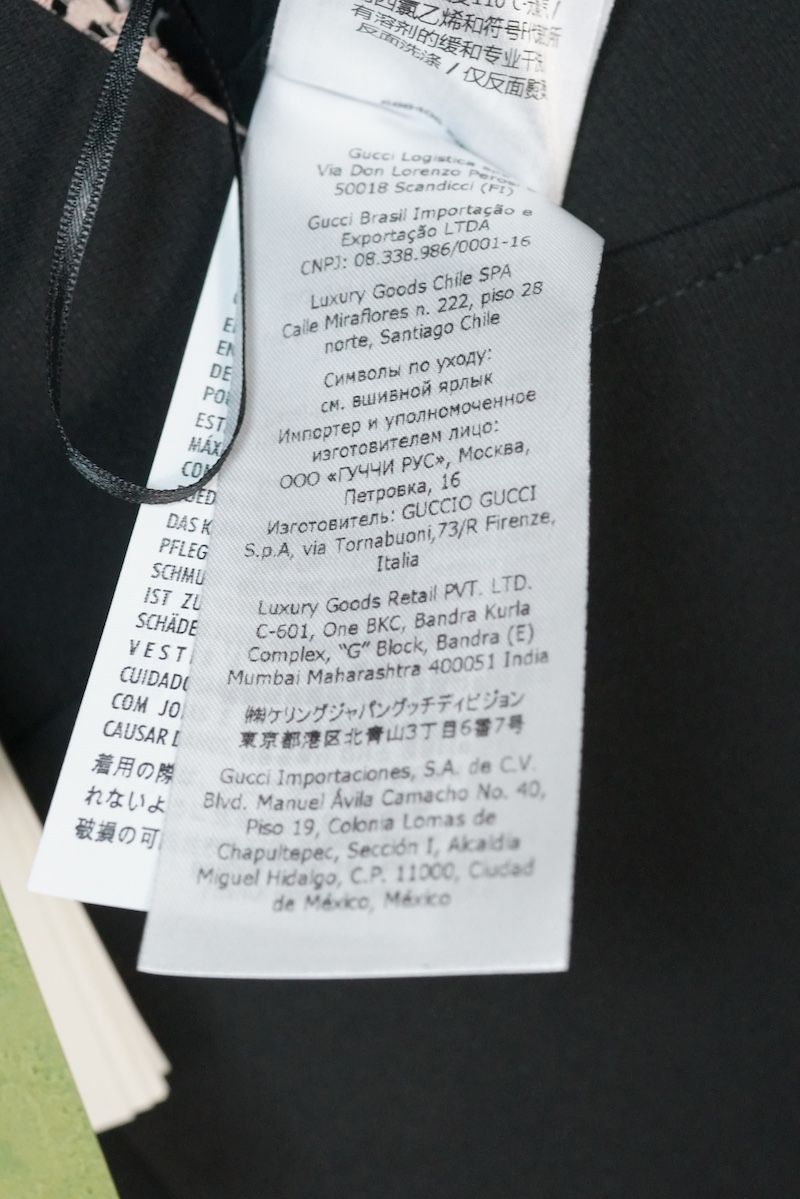 有溶剂的缓和专业干
反面洗涤 / 仅反面熨
Gucci Logistica
Via Don Lorenzo
50018 Scandicci (FI)
Gucci Brasil Importação e
Exportação LTDA
CNPJ: 08.338.986/0001-16
Luxury Goods Chile SPA
Calle Miraflores n. 222, piso 28
norte, Santiago Chile
Символы по уходу:
см. вшивной ярлык
Импортер и уполномоченное
изготовителем лицо:
ООО «ГУЧЧИ РУС», Москва,
Петровка, 16
Изготовитель: GUCCIO GUCCI
S.p.A, via Tornabuoni,73/R Firenze,
Italia
Luxury Goods Retail PVT. LTD.
C-601, One BKC, Bandra Kurla
Complex, "G" Block, Bandra (E)
Mumbai Maharashtra 400051 India
㈱ケリングジャパングッチディビジョン
東京都港区北青山3丁目6番7号
Gucci Importaciones, S.A. de C.V.
Blvd. Manuel Ávila Camacho No. 40,
Piso 19, Colonia Lomas de
Chapultepec, Sección I, Alcaldía
Miguel Hidalgo, C.P. 11000, Ciudad
de México, México
EN
DE
EST
MÁX
COM
DAS K
PFLEG
SCHMU
IST ZU
SCHÄDE
VEST
CUIDADO
COM JO
CAUSAR
着用の際
れないよ
破損の可